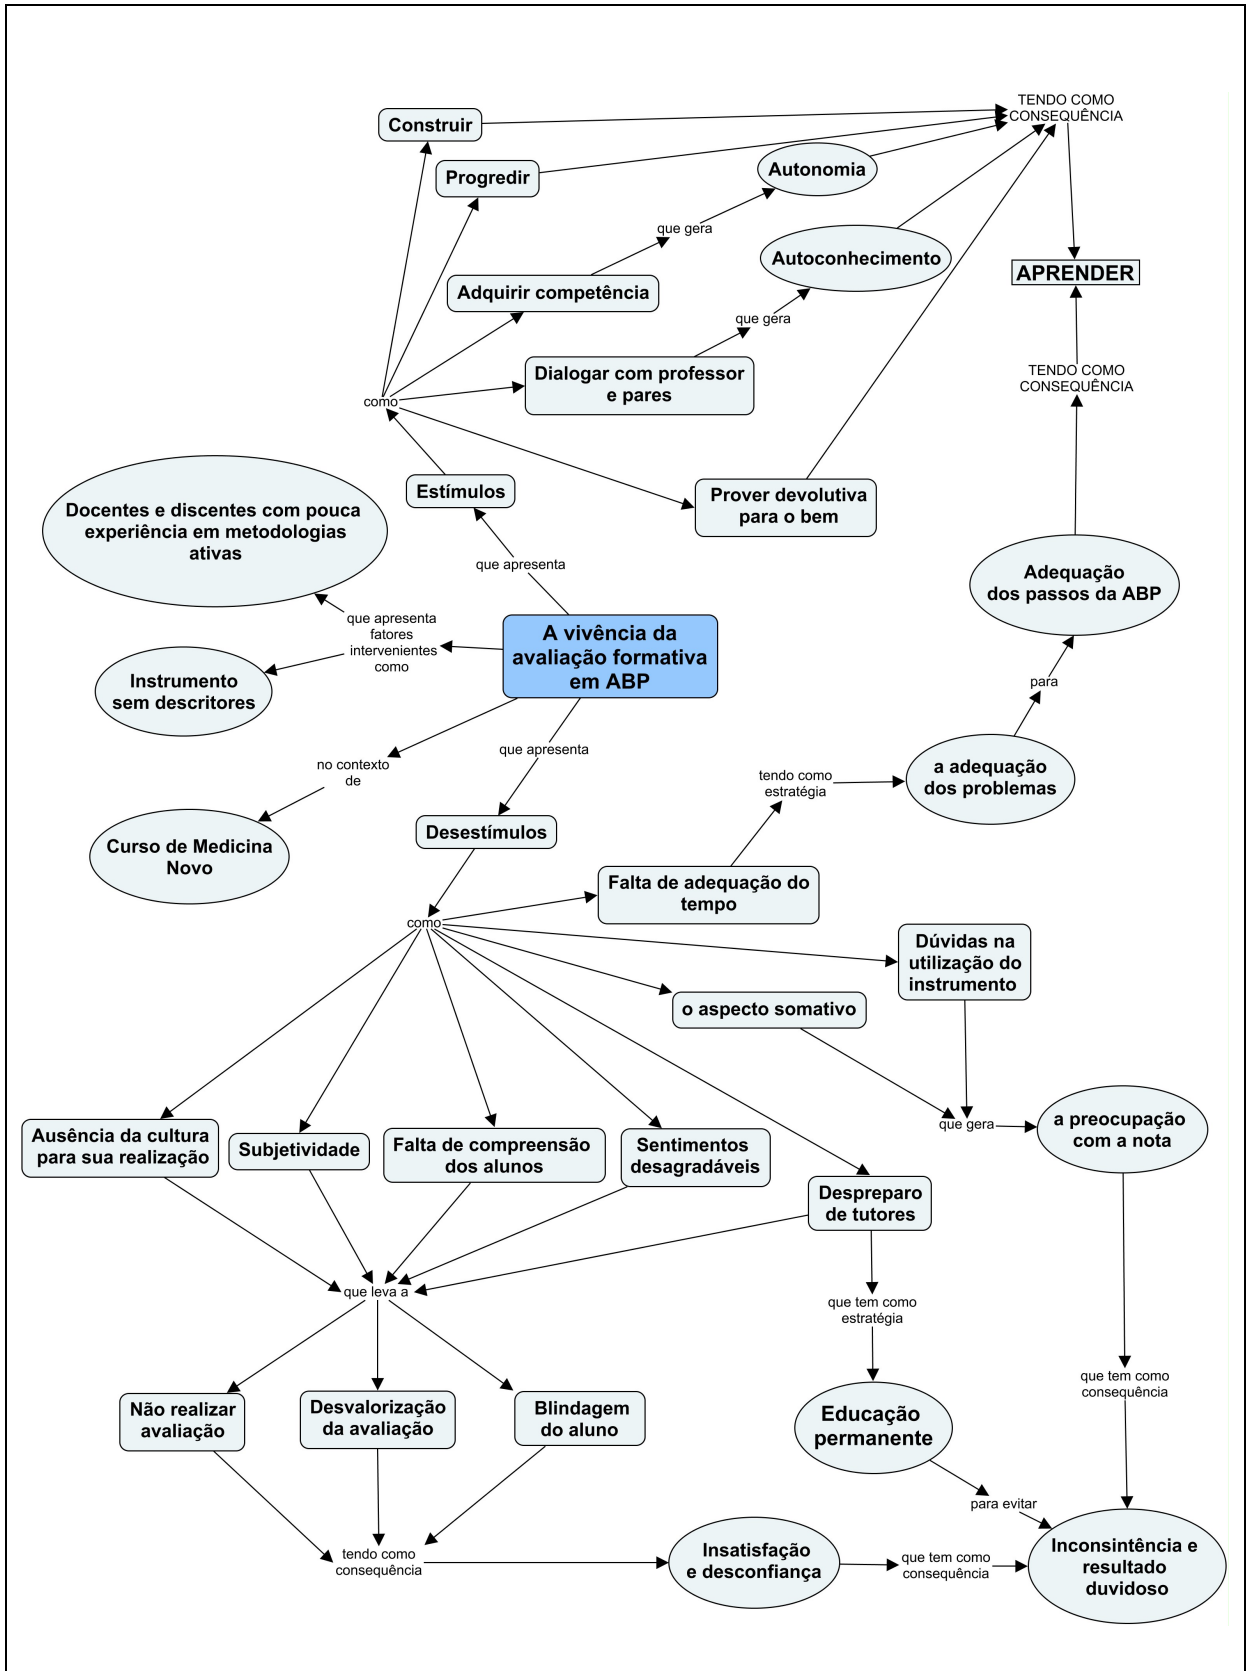 TENDO COMO
CONSEQUÊNCIA
Construir
Progredir
Autonomia
que gera
Autoconhecimento
APRENDER
Adquirir competência
que gera
Dialogar com professor
e pares
TENDO COMO
CONSEQUÊNCIA
como
Estímulos
Prover devolutiva
para o bem
Docentes e discentes com pouca
experiência em metodologias
ativas
que apresenta
Adequação
dos passos da ABP
que apresenta
fatores
intervenientes
como
A vivência da
avaliação formativa
em ABP
Instrumento
sem descritores
para
no contexto
de
que apresenta
tendo como
estratégia
a adequação
dos problemas
Curso de Medicina
Novo
Desestímulos
Falta de adequação do
tempo
como
Dúvidas na
utilização do
instrumento
o aspecto somativo
Ausência da cultura
para sua realização
Subjetividade
Falta de compreensão
dos alunos
Sentimentos
desagradáveis
que gera
a preocupação
com a nota
Despreparo
de tutores
que leva a
que tem como
estratégia
que tem como
consequência
Não realizar
avaliação
Desvalorização
da avaliação
Blindagem
do aluno
Educação
permanente
para evitar
tendo como
consequência
Insatisfação
e desconfiança
que tem como
consequência
Inconsintência e
resultado
duvidoso